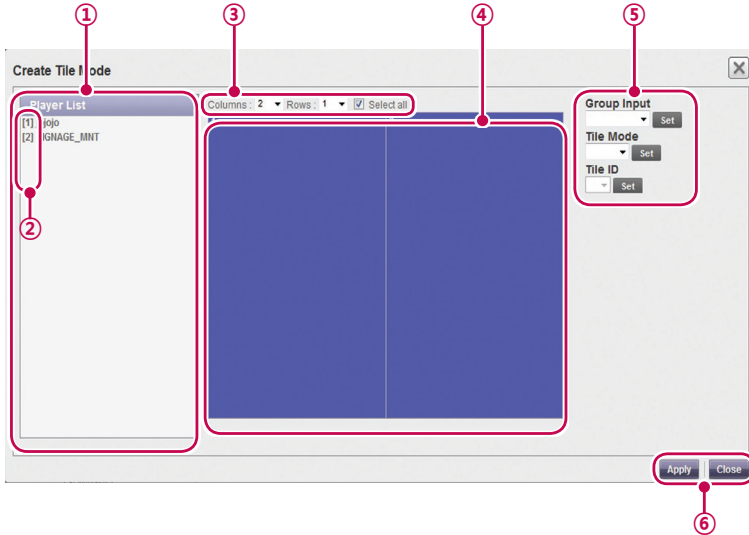 ① ③ ④ ⑤
Create Tile Mode
Player List
Columns : 2 Rows : 1 Select all
Group Input
Set
[1] jojo
[2] IGNAGE_MNT
Tile Mode
Set
Tile ID
Set
②
Apply Close
⑥